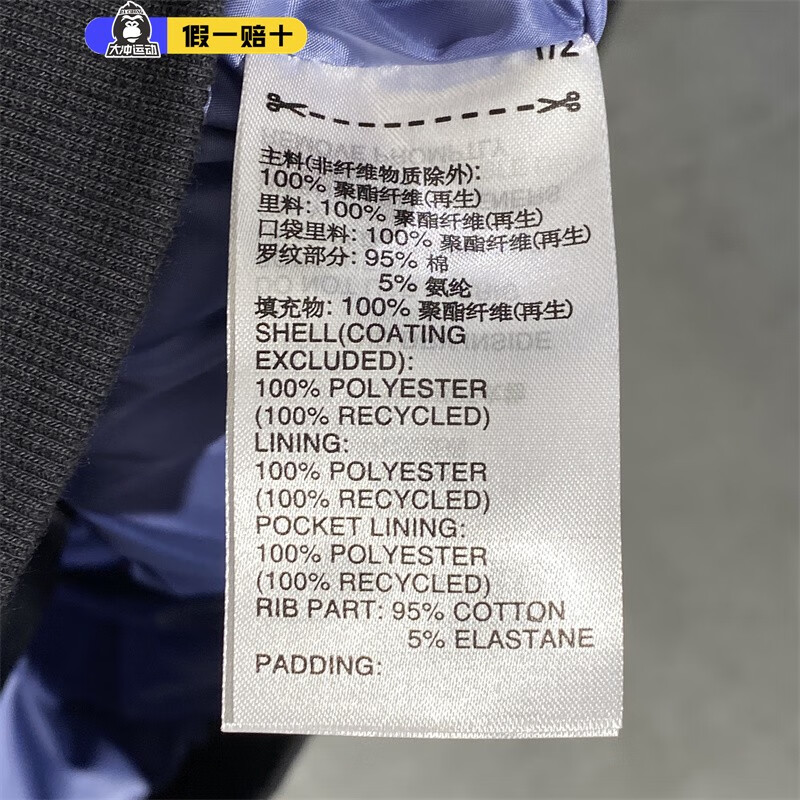 大冲运动
假一赔十
1/2
主料(非纤维物质除外):
100% 聚酯纤维(再生)
里料: 100% 聚酯纤维(再生)
口袋里料: 100% 聚酯纤维(再生)
罗纹部分: 95% 棉
5% 氨纶
填充物: 100% 聚酯纤维(再生)
SHELL(COATING
EXCLUDED):
100% POLYESTER
(100% RECYCLED)
LINING:
100% POLYESTER
(100% RECYCLED)
POCKET LINING:
100% POLYESTER
(100% RECYCLED)
RIB PART: 95% COTTON
5% ELASTANE
PADDING: